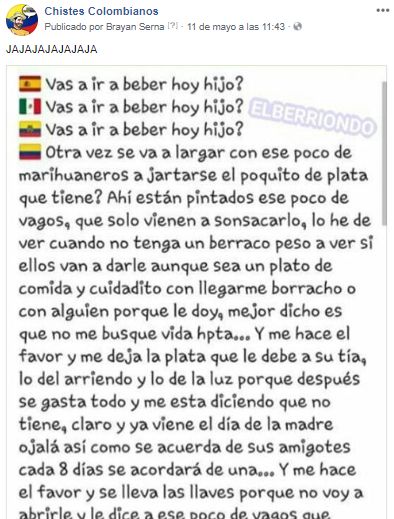 Chistes Colombianos
Publicado por Brayan Serna [?] · 11 de mayo a las 11:43 ·
JAJAJAJAJAJAJA
Vas a ir a beber hoy hijo?
Vas a ir a beber hoy hijo?
ELBERRIONDO
Vas a ir a beber hoy hijo?
Otra vez se va a largar con ese poco de
marihuaneros a jartarse el poquito de plata
que tiene? Ahí están pintados ese poco de
vagos, que solo vienen a sonsacarlo, lo he de
ver cuando no tenga un berraco peso a ver si
ellos van a darle aunque sea un plato de
comida y cuidadito con llegarme borracho o
con alguien porque le doy, mejor dicho es
que no me busque vida hpta... Y me hace el
favor y me deja la plata que le debe a su tía,
lo del arriendo y lo de la luz porque después
se gasta todo y me esta diciendo que no
tiene, claro y ya viene el día de la madre
ojalá así como se acuerda de sus amigotes
cada 8 días se acordará de una... Y me hace
el favor y se lleva las llaves porque no voy a
abrirle y le dice a ese poco de vagos que